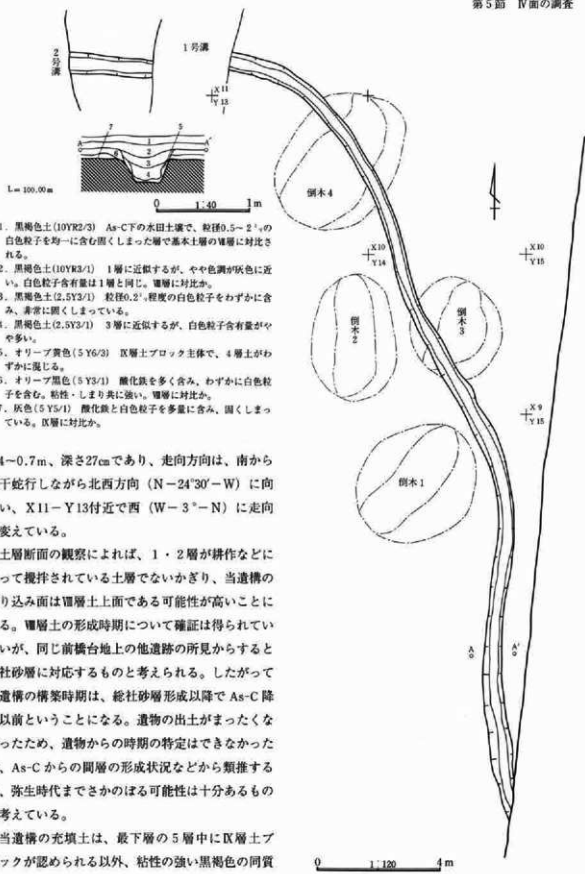 第5節　Ⅳ面の調査
2号溝
1号溝
X11
Y13
倒木4
X10
Y14
X10
Y15
倒木2
倒木3
X9
Y15
倒木1
A
A'
7
5
A
A'
1
2
6
3
4
L=100.00m
0　1:40　1m
1．黒褐色土(10YR2/3)　As-C下の水田土壌で、粒径0.5～2㍉の
白色粒子を均一に含む固くしまった層で基本土層のⅧ層に対比さ
れる。
2．黒褐色土(10YR3/1)　1層に近似するが、やや色調が灰色に近
い。白色粒子含有量は1層と同じ。Ⅷ層に対比か。
3．黒褐色土(2.5Y3/1)　粒径0.2㍉程度の白色粒子をわずかに含
み、非常に固くしまっている。
4．黒褐色土(2.5Y3/1)　3層に近似するが、白色粒子含有量がや
や多い。
5．オリーブ黄色(5Y6/3)　Ⅸ層土ブロック主体で、4層土がわ
ずかに混じる。
6．オリーブ黒色(5Y3/1)　酸化鉄を多く含み、わずかに白色粒
子を含む。粘性・しまり共に強い。Ⅷ層に対比か。
7．灰色(5Y5/1)　酸化鉄と白色粒子を多量に含み、固くしまっ
ている。Ⅸ層に対比か。
4～0.7m、深さ27㎝であり、走向方向は、南から
干蛇行しながら北西方向（N－24°30′－W）に向
い、X11－Y13付近で西（W－3°－N）に走向
変えている。
土層断面の観察によれば、1・2層が耕作などに
って攪拌されている土層でないかぎり、当遺構の
り込み面はⅧ層土上面である可能性が高いことに
る。Ⅷ層土の形成時期について確証は得られてい
いが、同じ前橋台地上の他遺跡の所見からすると
社砂層に対応するものと考えられる。したがって
遺構の構築時期は、総社砂層形成以降でAs-C降
以前ということになる。遺物の出土がまったくな
ったため、遺物からの時期の特定はできなかった
、As-Cからの間層の形成状況などから類推する
、弥生時代までさかのぼる可能性は十分あるもの
考えている。
当遺構の充填土は、最下層の5層中にⅨ層土ブ
ックが認められる以外、粘性の強い黒褐色の同質
0　1:120　4m